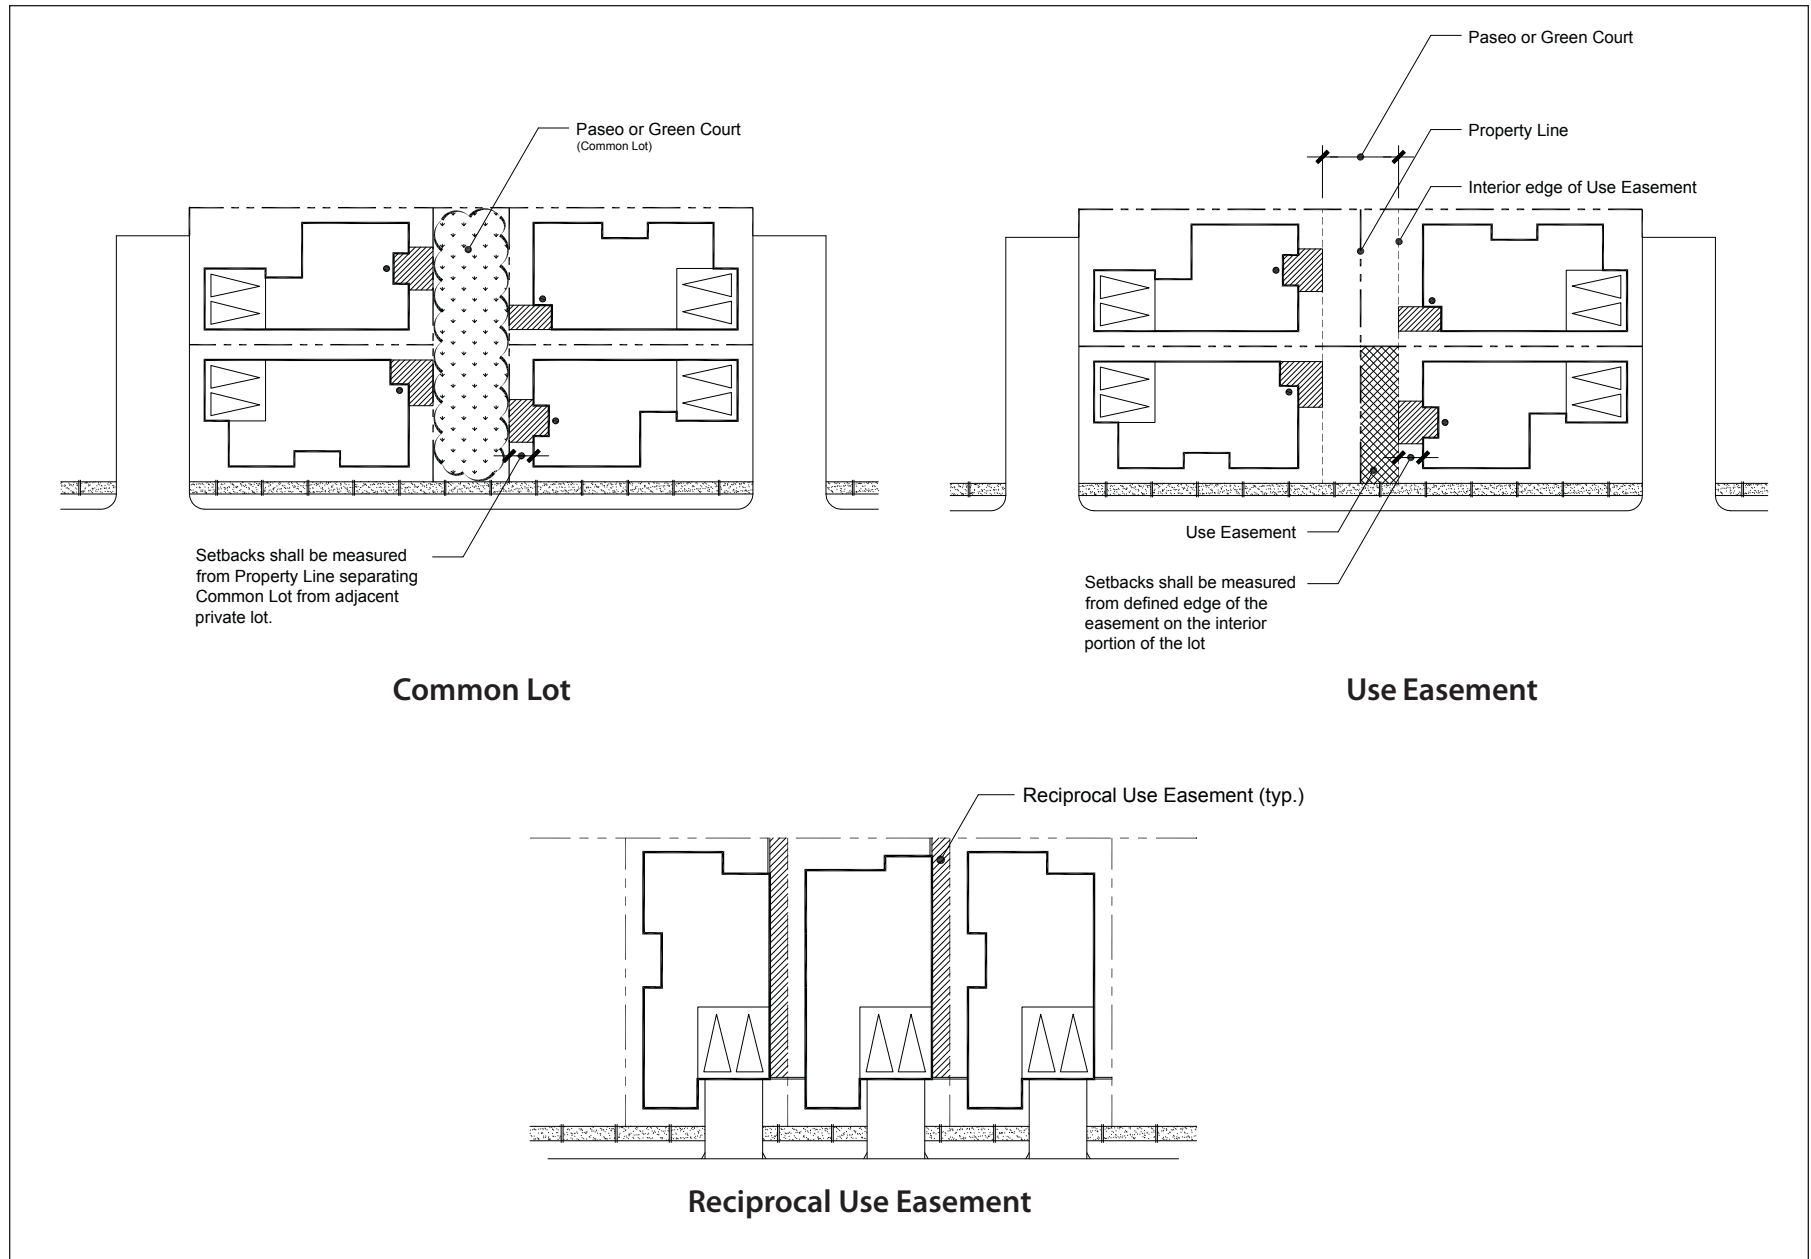 Paseo or Green Court
(Common Lot)
Setbacks shall be measured
from Property Line separating
Common Lot from adjacent
private lot.
Common Lot
Paseo or Green Court
Property Line
Interior edge of Use Easement
Use Easement
Setbacks shall be measured
from defined edge of the
easement on the interior
portion of the lot
Use Easement
Reciprocal Use Easement (typ.)
Reciprocal Use Easement